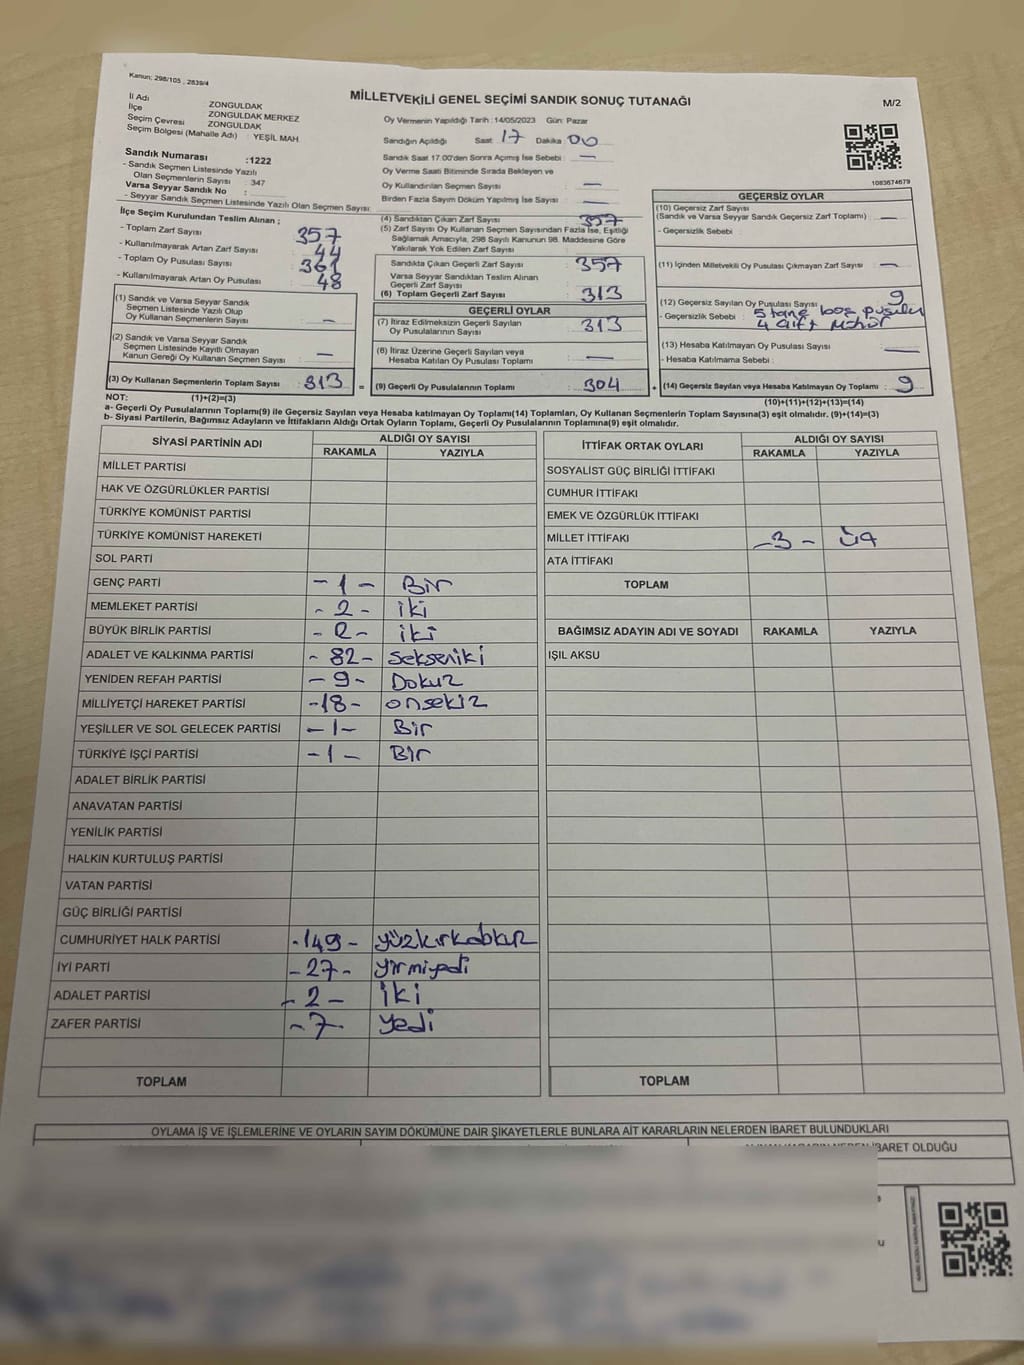 Kanun; 298/105 , 2839/4
MİLLETVEKİLİ GENEL SEÇİMİ SANDIK SONUÇ TUTANAĞI
M/2
İl Adı ZONGULDAK
İlçe ZONGULDAK MERKEZ
Seçim Çevresi ZONGULDAK
Seçim Bölgesi (Mahalle Adı) : YEŞİL MAH
Sandık Numarası :1222
- Sandık Seçmen Listesinde Yazılı
Olan Seçmenlerin Sayısı : 347
Varsa Seyyar Sandık No :
- Seyyar Sandık Seçmen Listesinde Yazılı Olan Seçmen Sayısı:
İlçe Seçim Kurulundan Teslim Alınan ;
- Toplam Zarf Sayısı : 357
- Kullanılmayarak Artan Zarf Sayısı : 44
- Toplam Oy Pusulası Sayısı : 361
- Kullanılmayarak Artan Oy Pusulası : 48
(1) Sandık ve Varsa Seyyar Sandık
Seçmen Listesinde Yazılı Olup
Oy Kullanan Seçmenlerin Sayısı : —
(2) Sandık ve Varsa Seyyar Sandık
Seçmen Listesinde Kayıtlı Olmayan
Kanun Gereği Oy Kullanan Seçmen Sayısı : —
(3) Oy Kullanan Seçmenlerin Toplam Sayısı : 313 =
(1)+(2)=(3)
Oy Vermenin Yapıldığı Tarih :14/05/2023 Gün: Pazar
Sandığın Açıldığı Saat: 17 Dakika: 00
Sandık Saat 17.00'den Sonra Açımış İse Sebebi : —
Oy Verme Saati Bitiminde Sırada Bekleyen ve
Oy Kullandırılan Seçmen Sayısı : —
Birden Fazla Sayım Döküm Yapılmış İse Sayısı : —
(4) Sandıktan Çıkan Zarf Sayısı : 357
(5) Zarf Sayısı Oy Kullanan Seçmen Sayısından Fazla İse, Eşitliği
Sağlamak Amacıyla, 298 Sayılı Kanunun 98. Maddesine Göre
Yakılarak Yok Edilen Zarf Sayısı :
Sandıkta Çıkan Geçerli Zarf Sayısı : 357
Varsa Seyyar Sandıktan Teslim Alınan
Geçerli Zarf Sayısı :
(6) Toplam Geçerli Zarf Sayısı : 313
GEÇERLİ OYLAR
(7) İtiraz Edilmeksizin Geçerli Sayılan
Oy Pusulalarının Sayısı : 313
(8) İtiraz Üzerine Geçerli Sayılan veya
Hesaba Katılan Oy Pusulası Toplamı : —
(9) Geçerli Oy Pusulalarının Toplamı : 304 +
1083674679
GEÇERSİZ OYLAR
(10) Geçersiz Zarf Sayısı
(Sandık ve Varsa Seyyar Sandık Geçersiz Zarf Toplamı) : —
- Geçersizlik Sebebi :
(11) İçinden Milletvekili Oy Pusulası Çıkmayan Zarf Sayısı : —
(12) Geçersiz Sayılan Oy Pusulası Sayısı : 9
- Geçersizlik Sebebi : 5 tane boş pusula
4 çift mühür
(13) Hesaba Katılmayan Oy Pusulası Sayısı : —
- Hesaba Katılmama Sebebi :
(14) Geçersiz Sayılan veya Hesaba Katılmayan Oy Toplamı : 9
(10)+(11)+(12)+(13)=(14)
NOT:
a- Geçerli Oy Pusulalarının Toplamı(9) ile Geçersiz Sayılan veya Hesaba katılmayan Oy Toplamı(14) Toplamları, Oy Kullanan Seçmenlerin Toplam Sayısına(3) eşit olmalıdır. (9)+(14)=(3)
b- Siyasi Partilerin, Bağımsız Adayların ve İttifakların Aldığı Ortak Oyların Toplamı, Geçerli Oy Pusulalarının Toplamına(9) eşit olmalıdır.
SİYASİ PARTİNİN ADI ALDIĞI OY SAYISI
RAKAMLA YAZIYLA
MİLLET PARTİSİ
HAK VE ÖZGÜRLÜKLER PARTİSİ
TÜRKİYE KOMÜNİST PARTİSİ
TÜRKİYE KOMÜNİST HAREKETİ
SOL PARTİ
GENÇ PARTİ -1- Bir
MEMLEKET PARTİSİ -2- iki
BÜYÜK BİRLİK PARTİSİ -2- iki
ADALET VE KALKINMA PARTİSİ -82- Sekseniki
YENİDEN REFAH PARTİSİ -9- Dokuz
MİLLİYETÇİ HAREKET PARTİSİ -18- onsekiz
YEŞİLLER VE SOL GELECEK PARTİSİ -1- Bir
TÜRKİYE İŞÇİ PARTİSİ -1- Bir
ADALET BİRLİK PARTİSİ
ANAVATAN PARTİSİ
YENİLİK PARTİSİ
HALKIN KURTULUŞ PARTİSİ
VATAN PARTİSİ
GÜÇ BİRLİĞİ PARTİSİ
CUMHURİYET HALK PARTİSİ -149- yüzkırkdokuz
İYİ PARTİ -27- yirmiyedi
ADALET PARTİSİ -2- iki
ZAFER PARTİSİ -7- yedi
TOPLAM
İTTİFAK ORTAK OYLARI ALDIĞI OY SAYISI
RAKAMLA YAZIYLA
SOSYALİST GÜÇ BİRLİĞİ İTTİFAKI
CUMHUR İTTİFAKI
EMEK VE ÖZGÜRLÜK İTTİFAKI
MİLLET İTTİFAKI -3- üç
ATA İTTİFAKI
TOPLAM
BAĞIMSIZ ADAYIN ADI VE SOYADI RAKAMLA YAZIYLA
IŞIL AKSU
TOPLAM
OYLAMA İŞ VE İŞLEMLERİNE VE OYLARIN SAYIM DÖKÜMÜNE DAİR ŞİKAYETLERLE BUNLARA AİT KARARLARIN NELERDEN İBARET BULUNDUKLARI
İBARET OLDUĞU